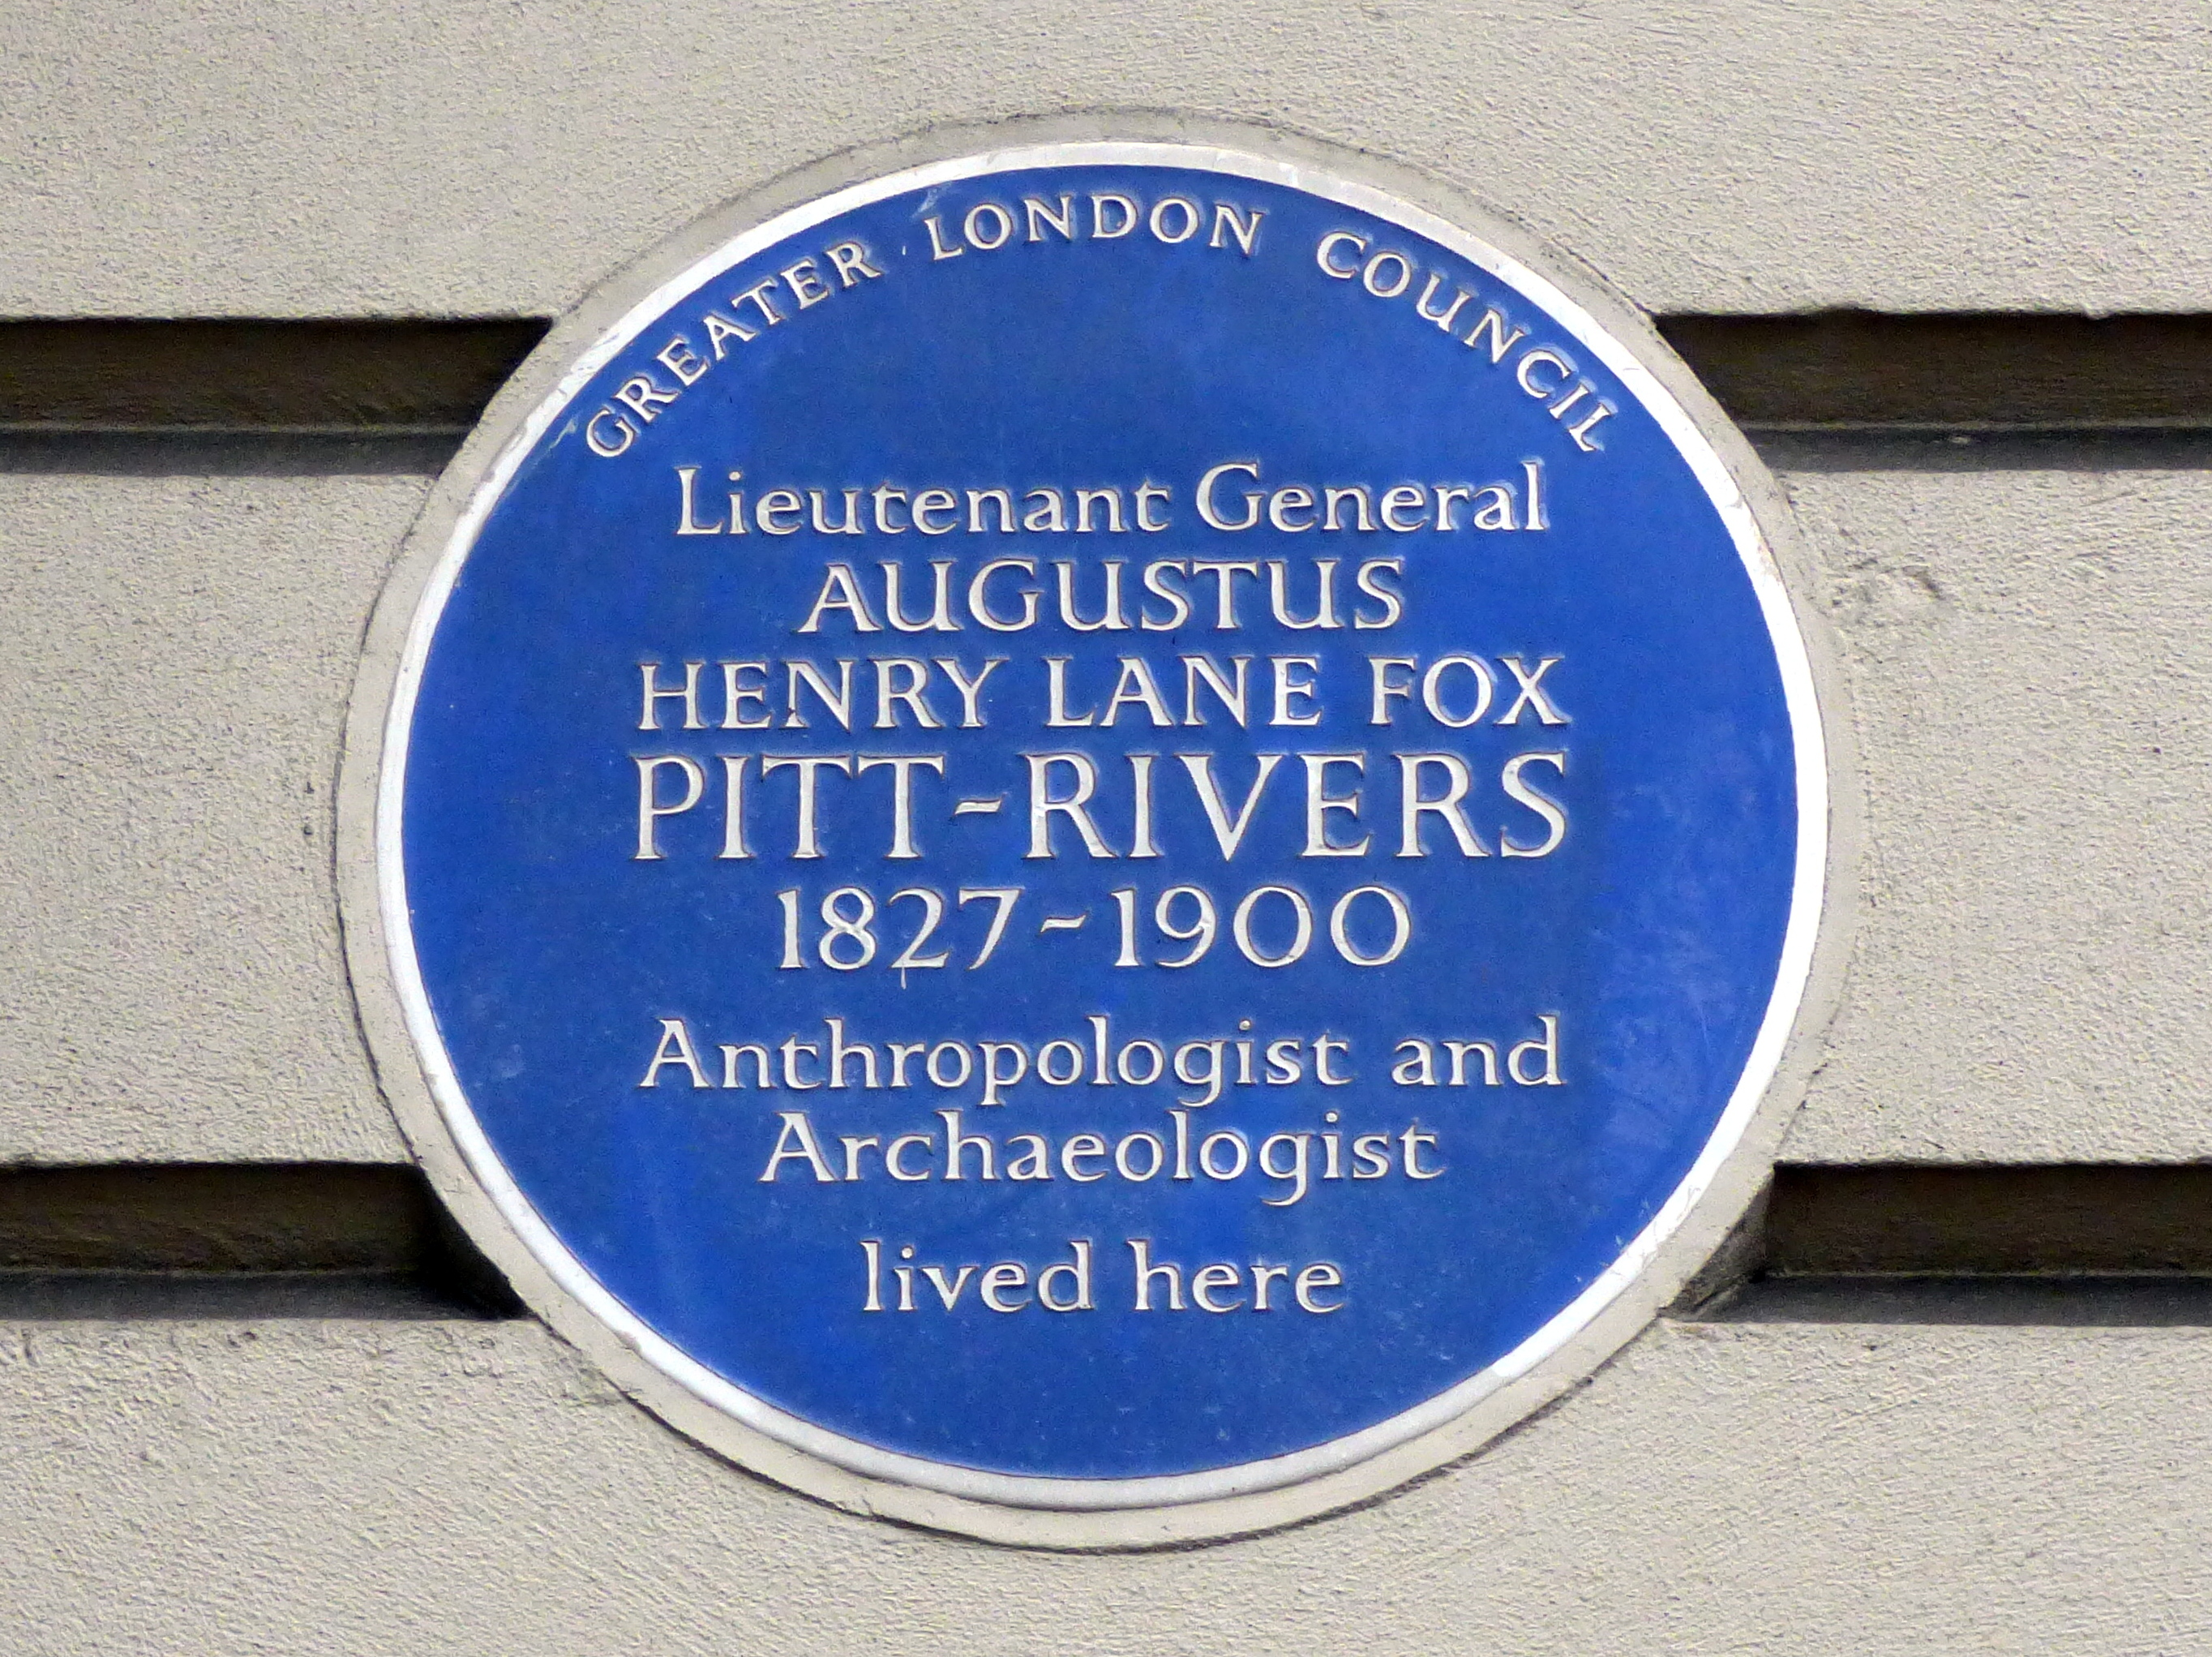 GREATER LONDON COUNCIL
Lieutenant General
AUGUSTUS
HENRY LANE FOX
PITT-RIVERS
1827-1900
Anthropologist and
Archaeologist
lived here